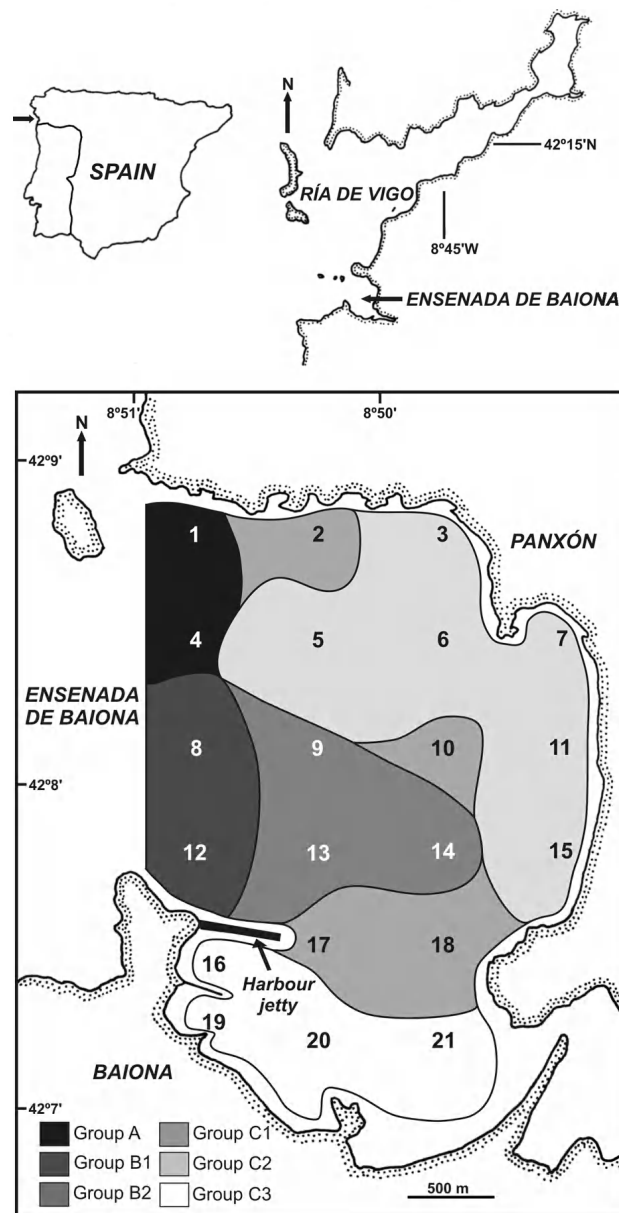 N
SPAIN
42º15'N
RÍA DE VIGO
8º45'W
ENSENADA DE BAIONA
8º51' 8º50'
N
42º9'
1 2 3
PANXÓN
4 5 6 7
ENSENADA
DE BAIONA
8 9 10 11
42º8'
12 13 14 15
17 18
16
Harbour
jetty
19 20 21
BAIONA
42º7'
Group A Group C1
Group B1 Group C2
Group B2 Group C3
500 m